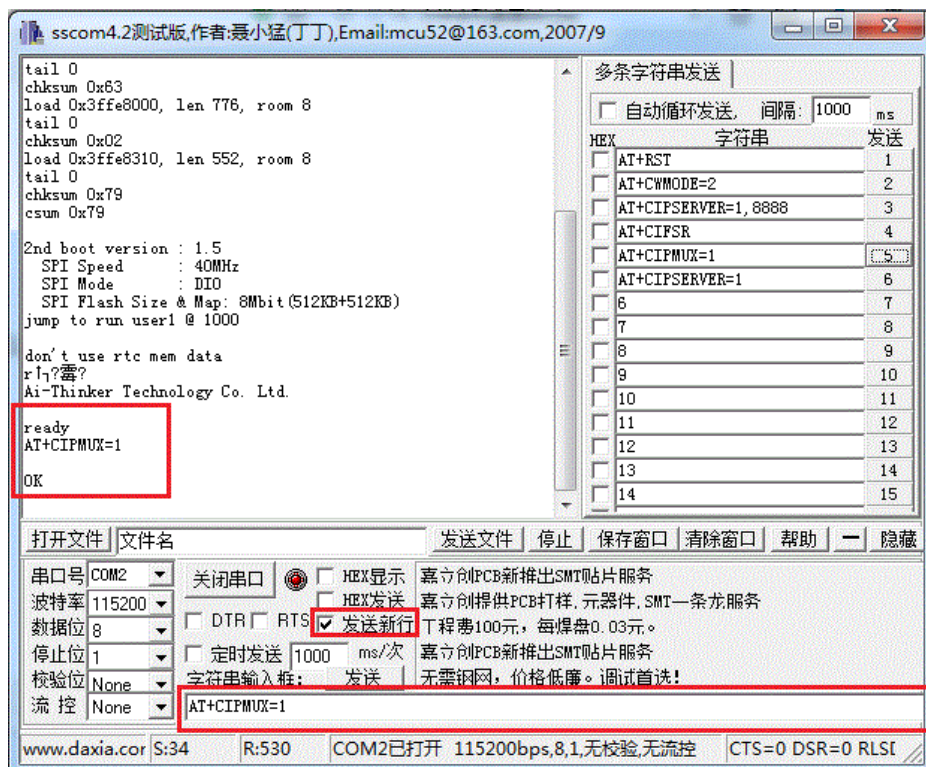 sscom4.2测试版,作者:聂小猛(丁丁),Email:mcu52@163.com,2007/9
tail 0
chksum 0x63
load 0x3ffe8000, len 776, room 8
tail 0
chksum 0x02
load 0x3ffe8310, len 552, room 8
tail 0
chksum 0x79
csum 0x79
2nd boot version : 1.5
SPI Speed : 40MHz
SPI Mode : DIO
SPI Flash Size & Map: 8Mbit(512KB+512KB)
jump to run user1 @ 1000
don't use rtc mem data
Ai-Thinker Technology Co. Ltd.
ready
AT+CIPMUX=1
OK
多条字符串发送
自动循环发送, 间隔: 1000 ms
HEX 字符串 发送
AT+RST 1
AT+CWMODE=2 2
AT+CIPSERVER=1,8888 3
AT+CIFSR 4
AT+CIPMUX=1 5
AT+CIPSERVER=1 6
6 7
7 8
8 9
9 10
10 11
11 12
12 13
13 14
14 15
打开文件 文件名 发送文件 停止 保存窗口 清除窗口 帮助 — 隐藏
串口号 COM2 关闭串口 HEX显示 嘉立创PCB新推出SMT贴片服务
波特率 115200 HEX发送 嘉立创提供PCB打样.元器件.SMT一条龙服务
数据位 8 DTR RTS 发送新行 工程费100元，每焊盘0.03元。
停止位 1 定时发送 1000 ms/次 嘉立创PCB新推出SMT贴片服务
校验位 None 字符串输入框: 发送 无需钢网，价格低廉。调试首选!
流 控 None AT+CIPMUX=1
www.daxia.cor S:34 R:530 COM2已打开 115200bps,8,1,无校验,无流控 CTS=0 DSR=0 RLSI